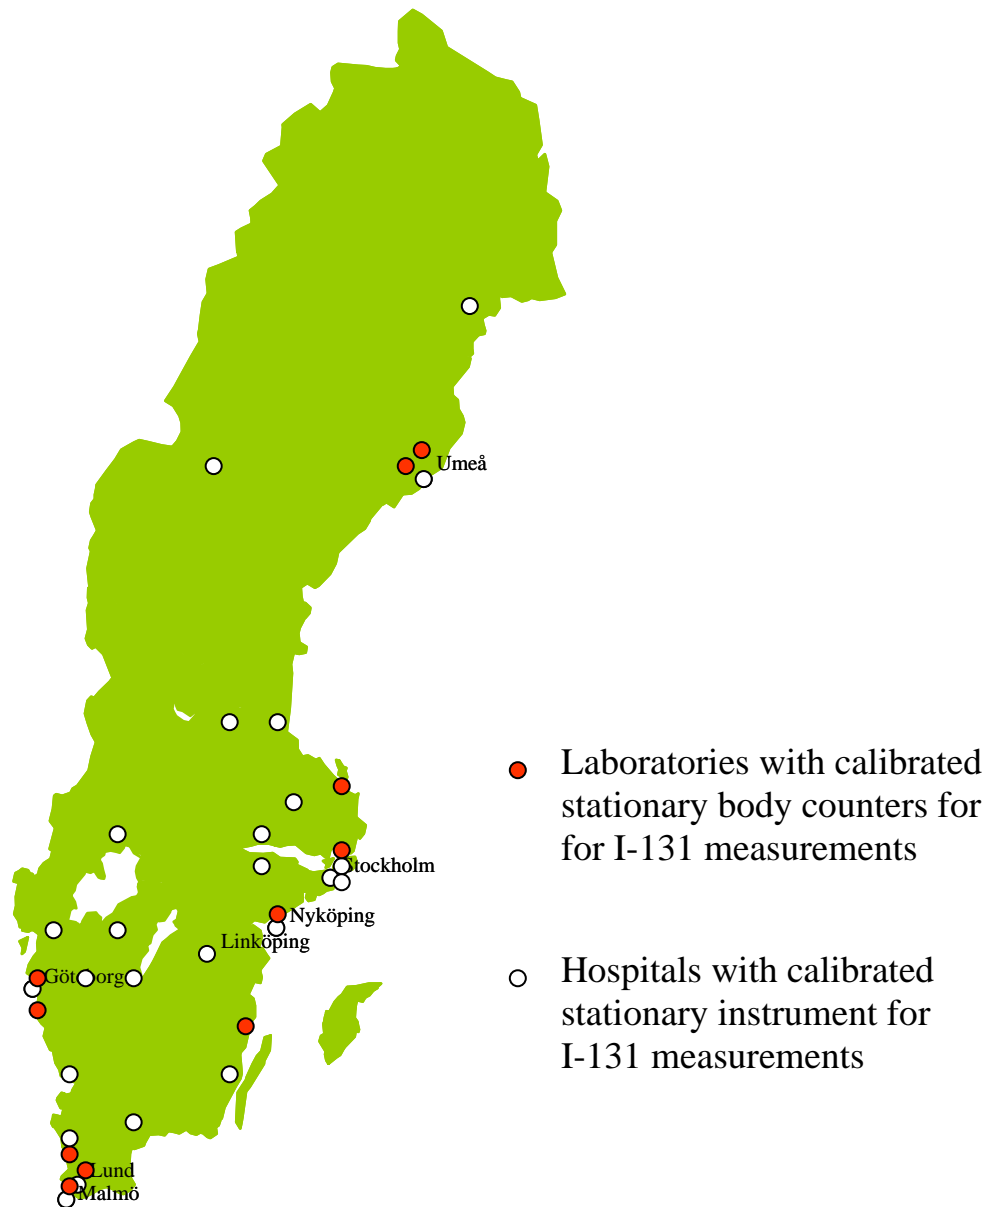 Umeå
Laboratories with calibrated
stationary body counters for
for I-131 measurements
Stockholm
Nyköping
Linköping
Göteborg
Hospitals with calibrated
stationary instrument for
I-131 measurements
Lund
Malmö